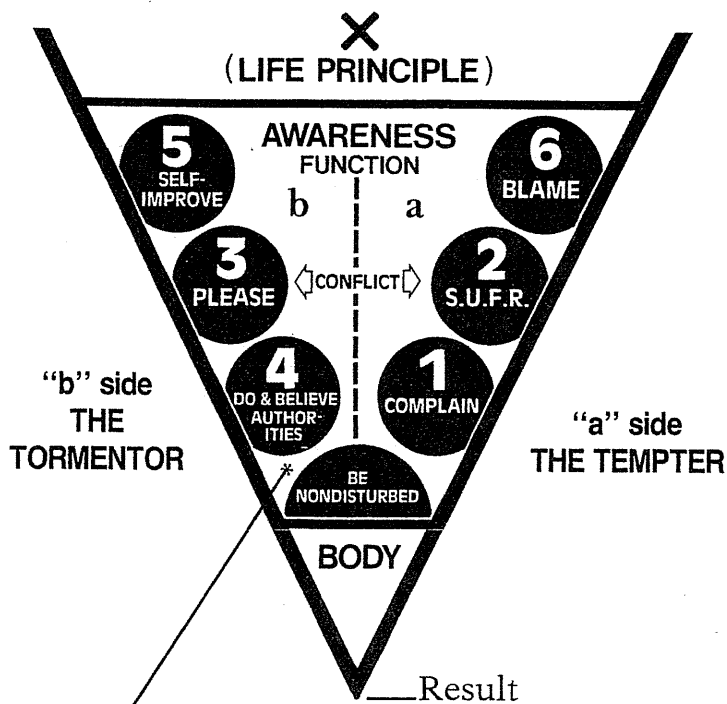 X
(LIFE PRINCIPLE)
AWARENESS
FUNCTION
b a
5
SELF-
IMPROVE
6
BLAME
3
PLEASE
CONFLICT
2
S.U.F.R.
4
DO & BELIEVE
AUTHOR-
ITIES
1
COMPLAIN
"b" side
THE
TORMENTOR
"a" side
THE TEMPTER
*
BE
NONDISTURBED
BODY
Result